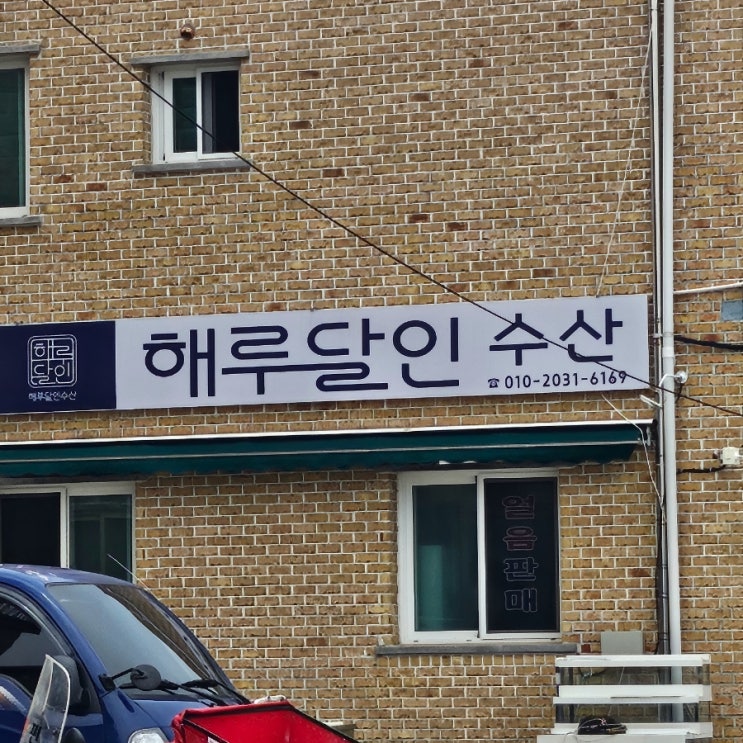 해루
달인
해루달인수산
해루달인 수산
☎ 010-2031-6169
얼음판매